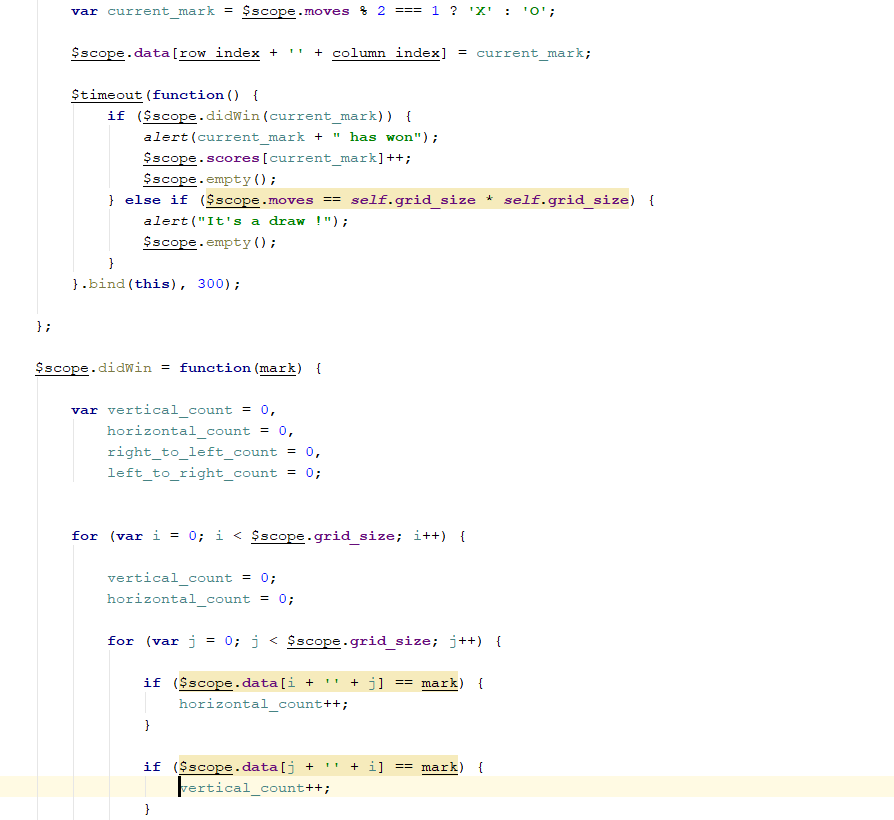 var current_mark = $scope.moves % 2 === 1 ? 'X' : 'O';
$scope.data[row_index + '' + column_index] = current_mark;
$timeout(function() {
if ($scope.didWin(current_mark)) {
alert(current_mark + " has won");
$scope.scores[current_mark]++;
$scope.empty();
} else if ($scope.moves == self.grid_size * self.grid_size) {
alert("It's a draw !");
$scope.empty();
}
}.bind(this), 300);
};
$scope.didWin = function(mark) {
var vertical_count = 0,
horizontal_count = 0,
right_to_left_count = 0,
left_to_right_count = 0;
for (var i = 0; i < $scope.grid_size; i++) {
vertical_count = 0;
horizontal_count = 0;
for (var j = 0; j < $scope.grid_size; j++) {
if ($scope.data[i + '' + j] == mark) {
horizontal_count++;
}
if ($scope.data[j + '' + i] == mark) {
vertical_count++;
}